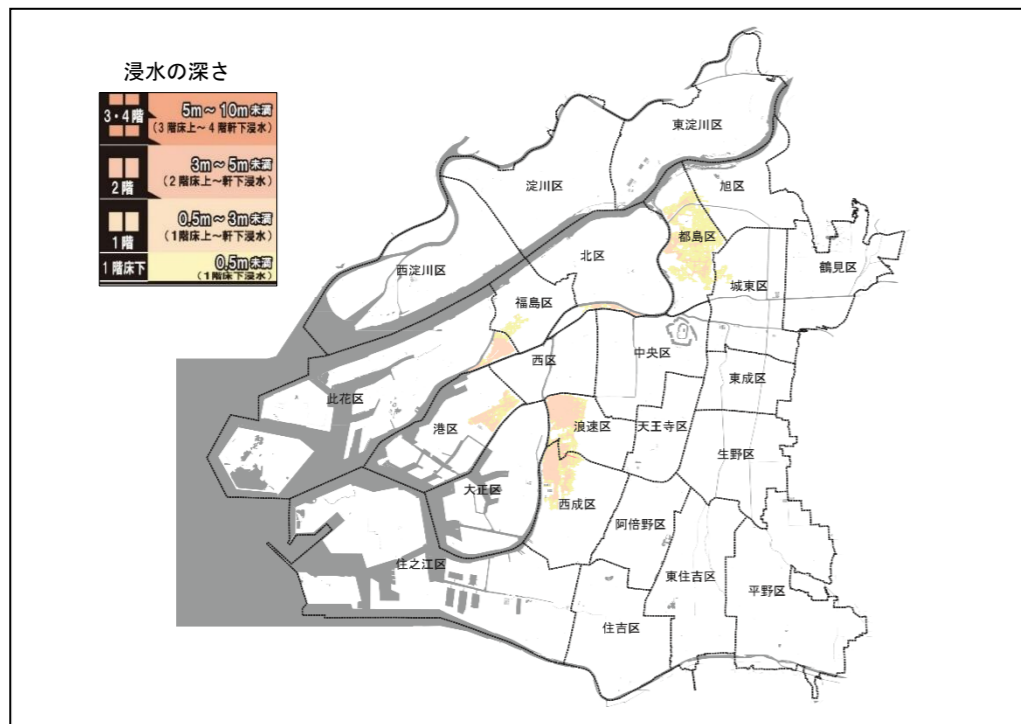 浸水の深さ
3・4階
5m～10m未満
(3階床上～4階軒下浸水)
2階
3m～5m未満
(2階床上～軒下浸水)
1階
0.5m～3m未満
(1階床上～軒下浸水)
1階床下
0.5m未満
(1階床下浸水)
東淀川区
淀川区
旭区
都島区
北区
鶴見区
西淀川区
城東区
福島区
中央区
西区
東成区
此花区
天王寺区
浪速区
港区
生野区
大正区
西成区
阿倍野区
住之江区
東住吉区
平野区
住吉区